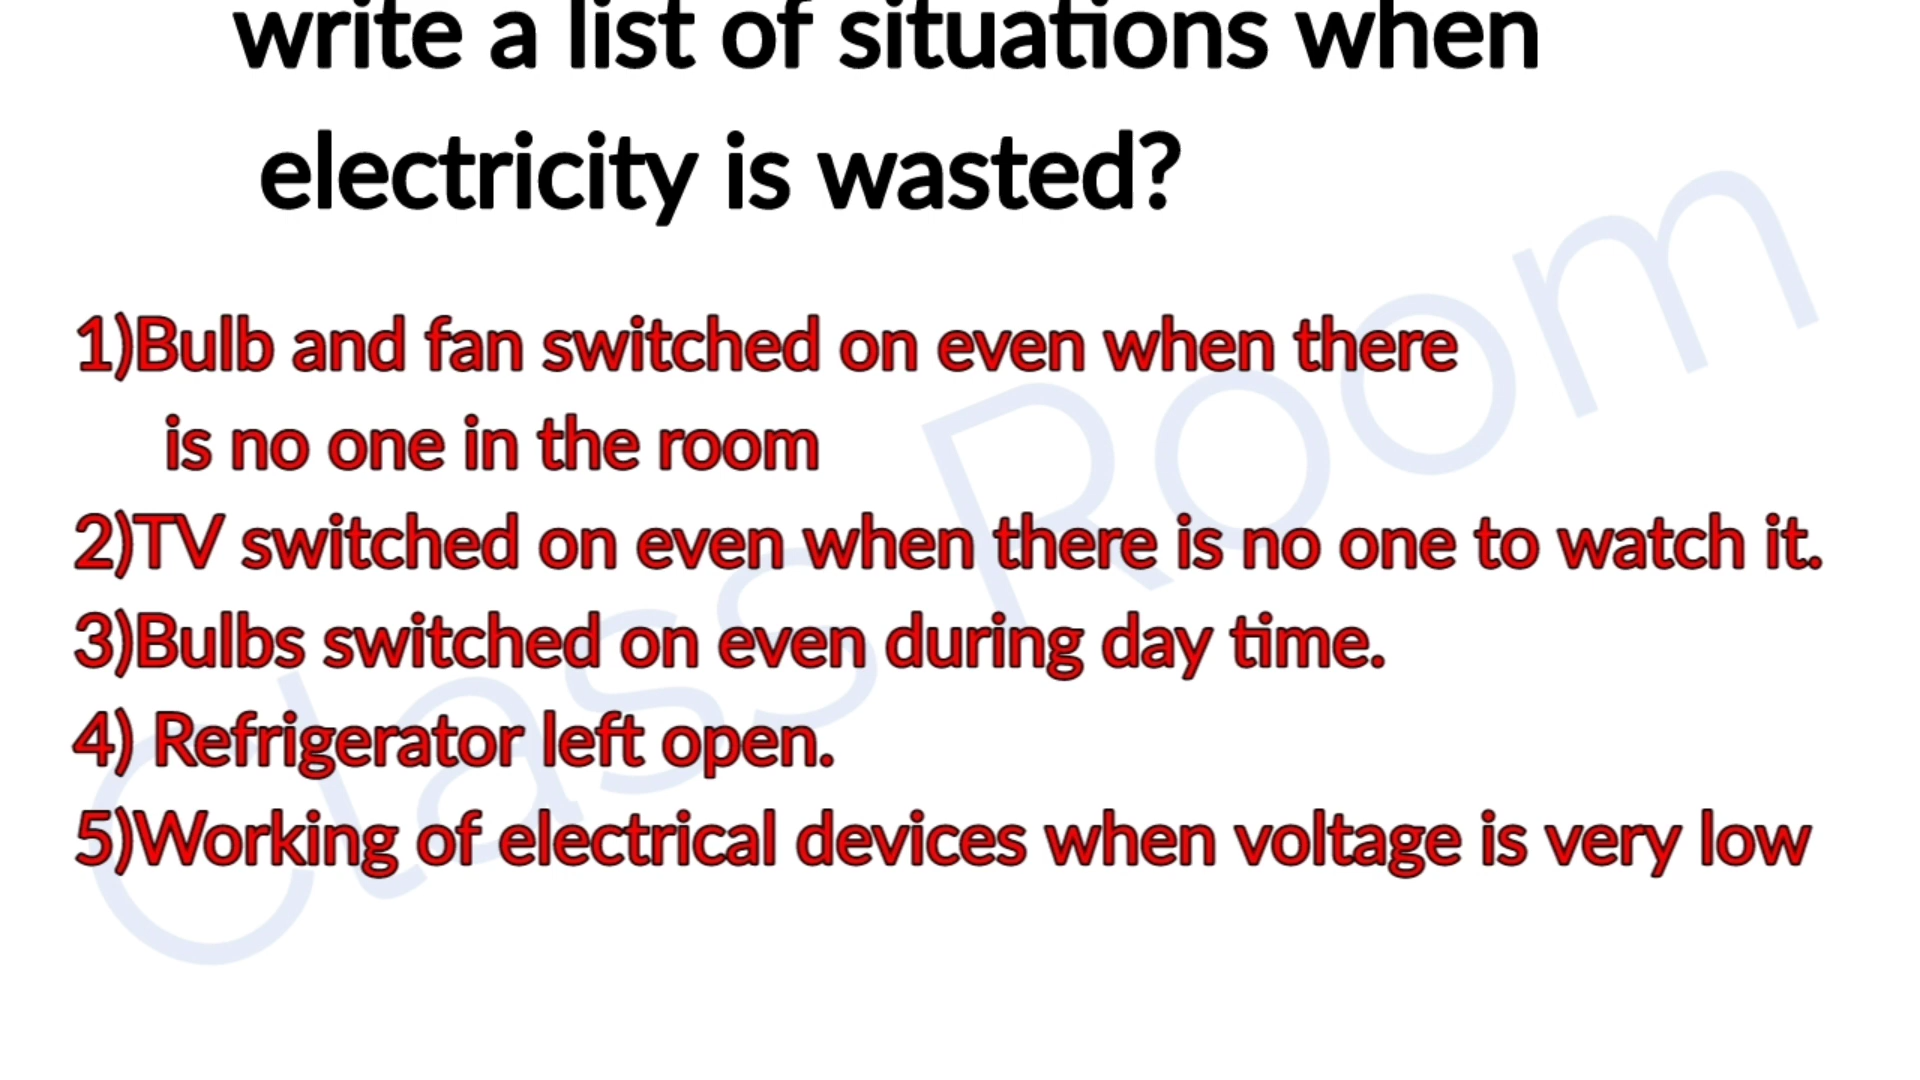 write a list of situations when
electricity is wasted?
1)Bulb and fan switched on even when there
is no one in the room
2)TV switched on even when there is no one to watch it.
3)Bulbs switched on even during day time.
4) Refrigerator left open.
5)Working of electrical devices when voltage is very low
Class Room